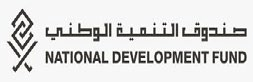 صندوق التنمية الوطني
NATIONAL DEVELOPMENT FUND